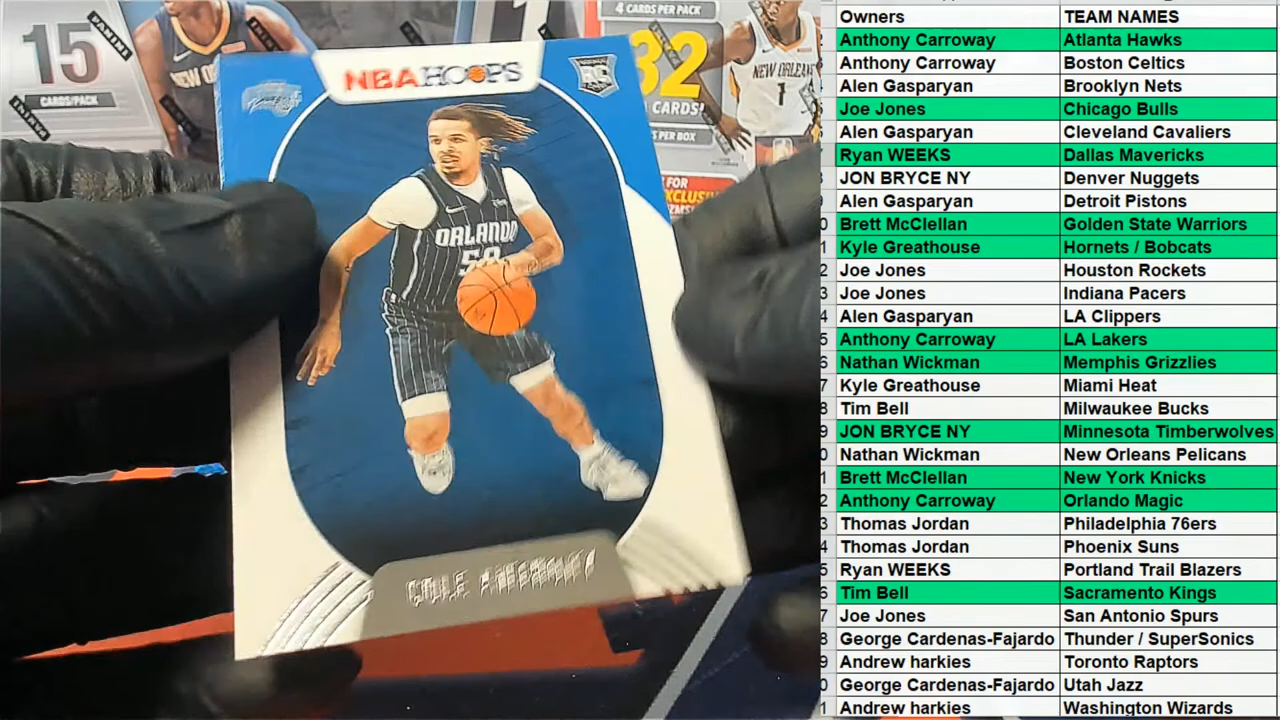 15
CARDS/PACK
PANINI
PANINI
PANINI
NEW O
4 CARDS PER PACK
32
CARDS!
S PER BOX
NEW ORLEANS
1
NBA HOOPS
RC
ORLANDO
50
COLE ANTHONY
Owners TEAM NAMES
Anthony Carroway Atlanta Hawks
Anthony Carroway Boston Celtics
Alen Gasparyan Brooklyn Nets
Joe Jones Chicago Bulls
Alen Gasparyan Cleveland Cavaliers
Ryan WEEKS Dallas Mavericks
JON BRYCE NY Denver Nuggets
Alen Gasparyan Detroit Pistons
Brett McClellan Golden State Warriors
Kyle Greathouse Hornets / Bobcats
Joe Jones Houston Rockets
Joe Jones Indiana Pacers
Alen Gasparyan LA Clippers
Anthony Carroway LA Lakers
Nathan Wickman Memphis Grizzlies
Kyle Greathouse Miami Heat
Tim Bell Milwaukee Bucks
JON BRYCE NY Minnesota Timberwolves
Nathan Wickman New Orleans Pelicans
Brett McClellan New York Knicks
Anthony Carroway Orlando Magic
Thomas Jordan Philadelphia 76ers
Thomas Jordan Phoenix Suns
Ryan WEEKS Portland Trail Blazers
Tim Bell Sacramento Kings
Joe Jones San Antonio Spurs
George Cardenas-Fajardo Thunder / SuperSonics
Andrew harkies Toronto Raptors
George Cardenas-Fajardo Utah Jazz
Andrew harkies Washington Wizards